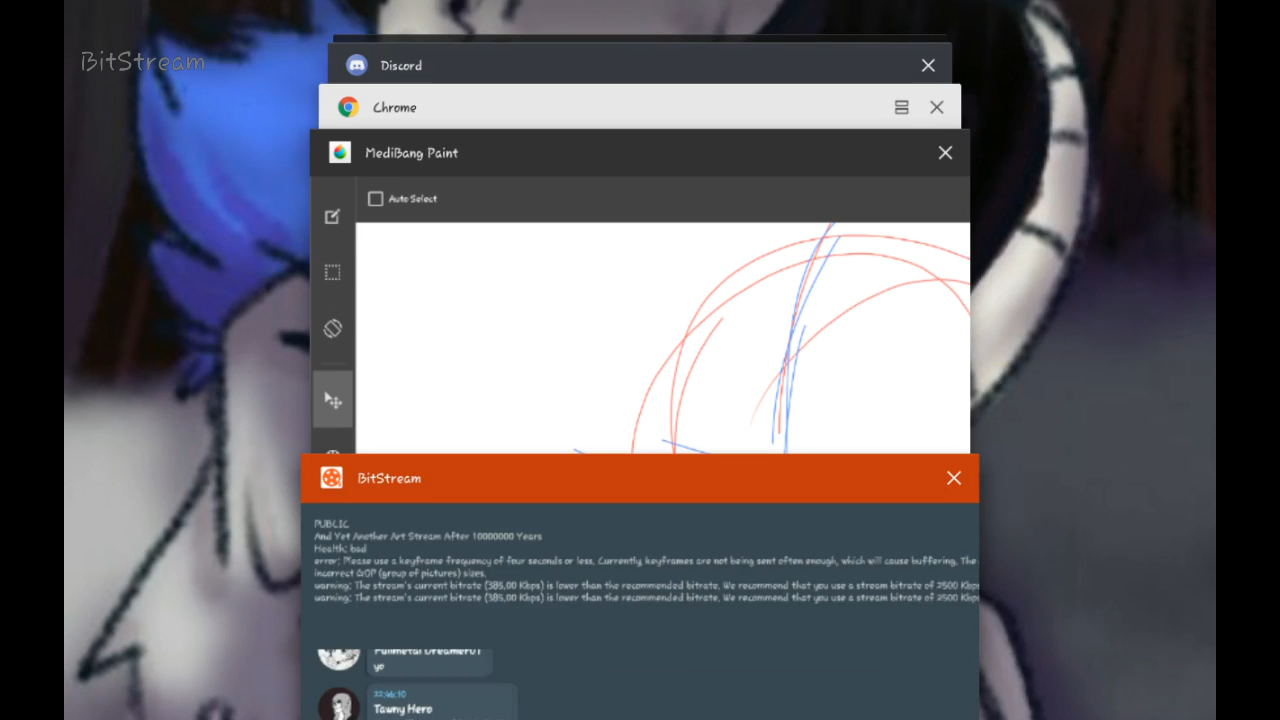 BitStream
Discord
Chrome
MediBang Paint
Auto Select
BitStream
PUBLIC
And Yet Another Art Stream After 10000000 Years
Health: bad
error: Please use a keyframe frequency of four seconds or less. Currently keyframes are not being sent often enough, which will cause buffering. The
incorrect GOP (group of pictures) sizes.
warning: The stream's current bitrate (385,00 Kbps) is lower than the recommended bitrate. We recommend that you use a stream bitrate of 2500 Kbps
warning: The stream's current bitrate (385,00 Kbps) is lower than the recommended bitrate. We recommend that you use a stream bitrate of 2500 Kbps
Fullmetal Dreamer01
yo
22:46:10
Tawny Hero